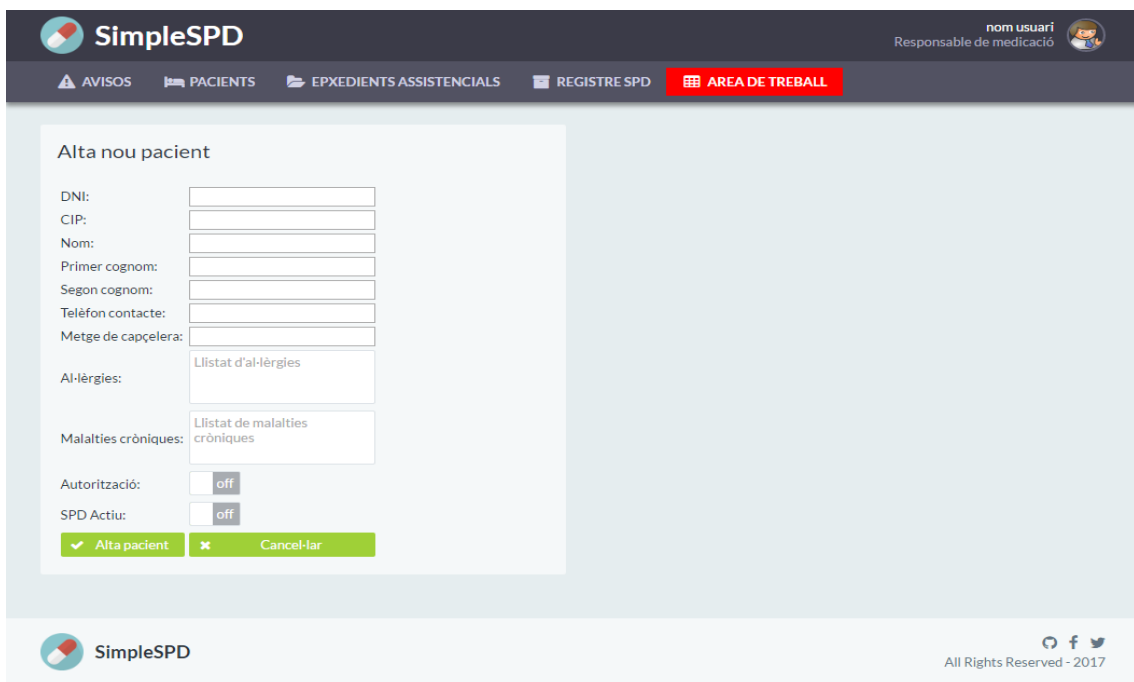 SimpleSPD
nom usuari
Responsable de medicació
AVISOS PACIENTS EPXEDIENTS ASSISTENCIALS REGISTRE SPD AREA DE TREBALL
Alta nou pacient
DNI:
CIP:
Nom:
Primer cognom:
Segon cognom:
Telèfon contacte:
Metge de capçelera:
Al·lèrgies:
Llistat d'al·lèrgies
Malalties cròniques:
Llistat de malalties
cròniques
Autorització: off
SPD Actiu: off
Alta pacient Cancel·lar
SimpleSPD
All Rights Reserved - 2017